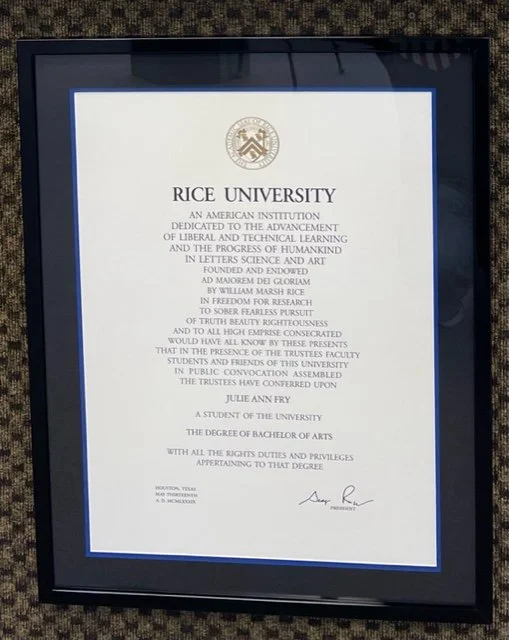 RICE UNIVERSITY
AN AMERICAN INSTITUTION
DEDICATED TO THE ADVANCEMENT
OF LIBERAL AND TECHNICAL LEARNING
AND THE PROGRESS OF HUMANKIND
IN LETTERS SCIENCE AND ART
FOUNDED AND ENDOWED
AD MAIOREM DEI GLORIAM
BY WILLIAM MARSH RICE
IN FREEDOM FOR RESEARCH
TO SOBER FEARLESS PURSUIT
OF TRUTH BEAUTY RIGHTEOUSNESS
AND TO ALL HIGH EMPRISE CONSECRATED
WOULD HAVE ALL KNOW BY THESE PRESENTS
THAT IN THE PRESENCE OF THE TRUSTEES FACULTY
STUDENTS AND FRIENDS OF THIS UNIVERSITY
IN PUBLIC CONVOCATION ASSEMBLED
THE TRUSTEES HAVE CONFERRED UPON
JULIE ANN FRY
A STUDENT OF THE UNIVERSITY
THE DEGREE OF BACHELOR OF ARTS
WITH ALL THE RIGHTS DUTIES AND PRIVILEGES
APPERTAINING TO THAT DEGREE
HOUSTON, TEXAS
MAY THIRTEENTH
A. D.
PRESIDENT